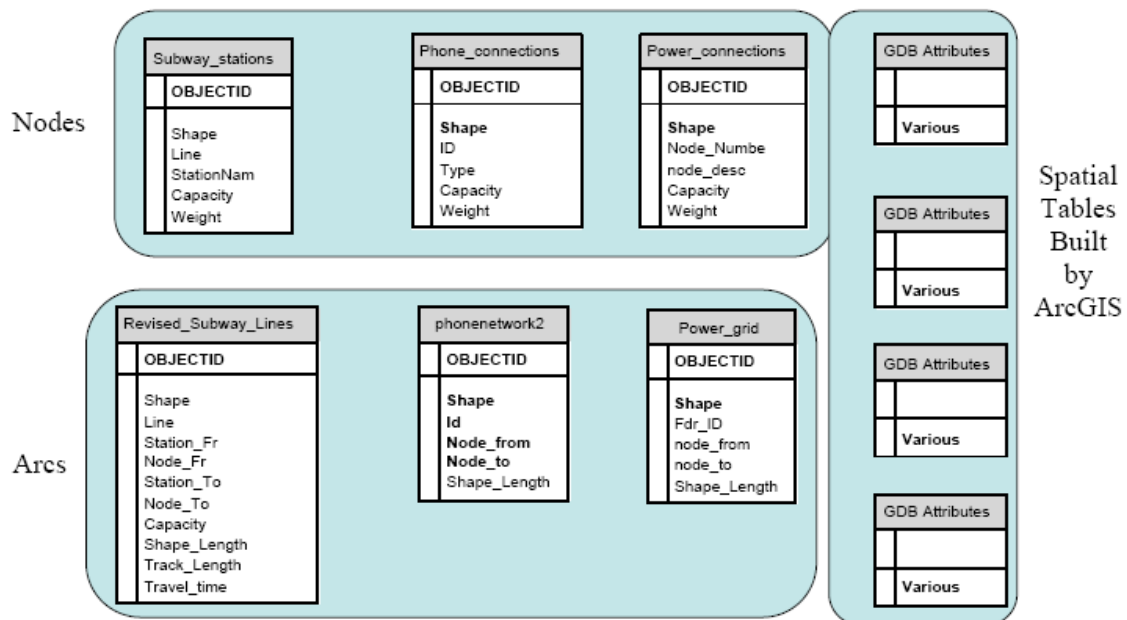 Nodes
Subway_stations
OBJECTID
Shape
Line
StationNam
Capacity
Weight
Phone_connections
OBJECTID
Shape
ID
Type
Capacity
Weight
Power_connections
OBJECTID
Shape
Node_Numbe
node_desc
Capacity
Weight
Arcs
Revised_Subway_Lines
OBJECTID
Shape
Line
Station_Fr
Node_Fr
Station_To
Node_To
Capacity
Shape_Length
Track_Length
Travel_time
phonenetwork2
OBJECTID
Shape
Id
Node_from
Node_to
Shape_Length
Power_grid
OBJECTID
Shape
Fdr_ID
node_from
node_to
Shape_Length
GDB Attributes
Various
GDB Attributes
Various
GDB Attributes
Various
GDB Attributes
Various
Spatial
Tables
Built
by
ArcGIS